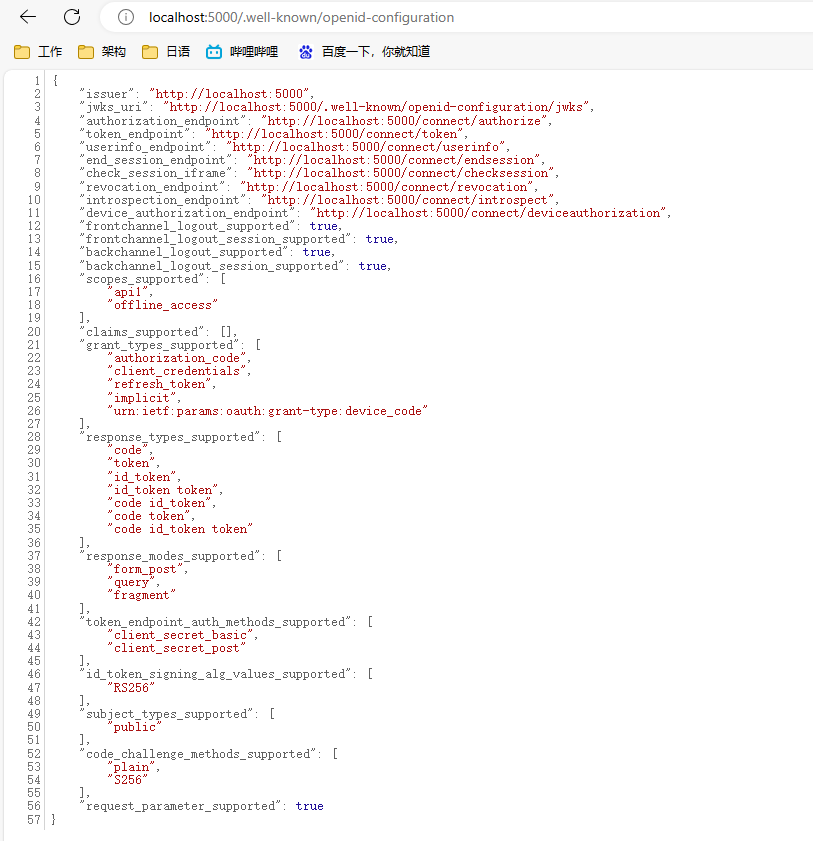 localhost:5000/.well-known/openid-configuration
工作 架构 日语 哔哩哔哩 百度一下，你就知道
1 {
2 "issuer": "http://localhost:5000",
3 "jwks_uri": "http://localhost:5000/.well-known/openid-configuration/jwks",
4 "authorization_endpoint": "http://localhost:5000/connect/authorize",
5 "token_endpoint": "http://localhost:5000/connect/token",
6 "userinfo_endpoint": "http://localhost:5000/connect/userinfo",
7 "end_session_endpoint": "http://localhost:5000/connect/endsession",
8 "check_session_iframe": "http://localhost:5000/connect/checksession",
9 "revocation_endpoint": "http://localhost:5000/connect/revocation",
10 "introspection_endpoint": "http://localhost:5000/connect/introspect",
11 "device_authorization_endpoint": "http://localhost:5000/connect/deviceauthorization",
12 "frontchannel_logout_supported": true,
13 "frontchannel_logout_session_supported": true,
14 "backchannel_logout_supported": true,
15 "backchannel_logout_session_supported": true,
16 "scopes_supported": [
17 "api1",
18 "offline_access"
19 ],
20 "claims_supported": [],
21 "grant_types_supported": [
22 "authorization_code",
23 "client_credentials",
24 "refresh_token",
25 "implicit",
26 "urn:ietf:params:oauth:grant-type:device_code"
27 ],
28 "response_types_supported": [
29 "code",
30 "token",
31 "id_token",
32 "id_token token",
33 "code id_token",
34 "code token",
35 "code id_token token"
36 ],
37 "response_modes_supported": [
38 "form_post",
39 "query",
40 "fragment"
41 ],
42 "token_endpoint_auth_methods_supported": [
43 "client_secret_basic",
44 "client_secret_post"
45 ],
46 "id_token_signing_alg_values_supported": [
47 "RS256"
48 ],
49 "subject_types_supported": [
50 "public"
51 ],
52 "code_challenge_methods_supported": [
53 "plain",
54 "S256"
55 ],
56 "request_parameter_supported": true
57 }